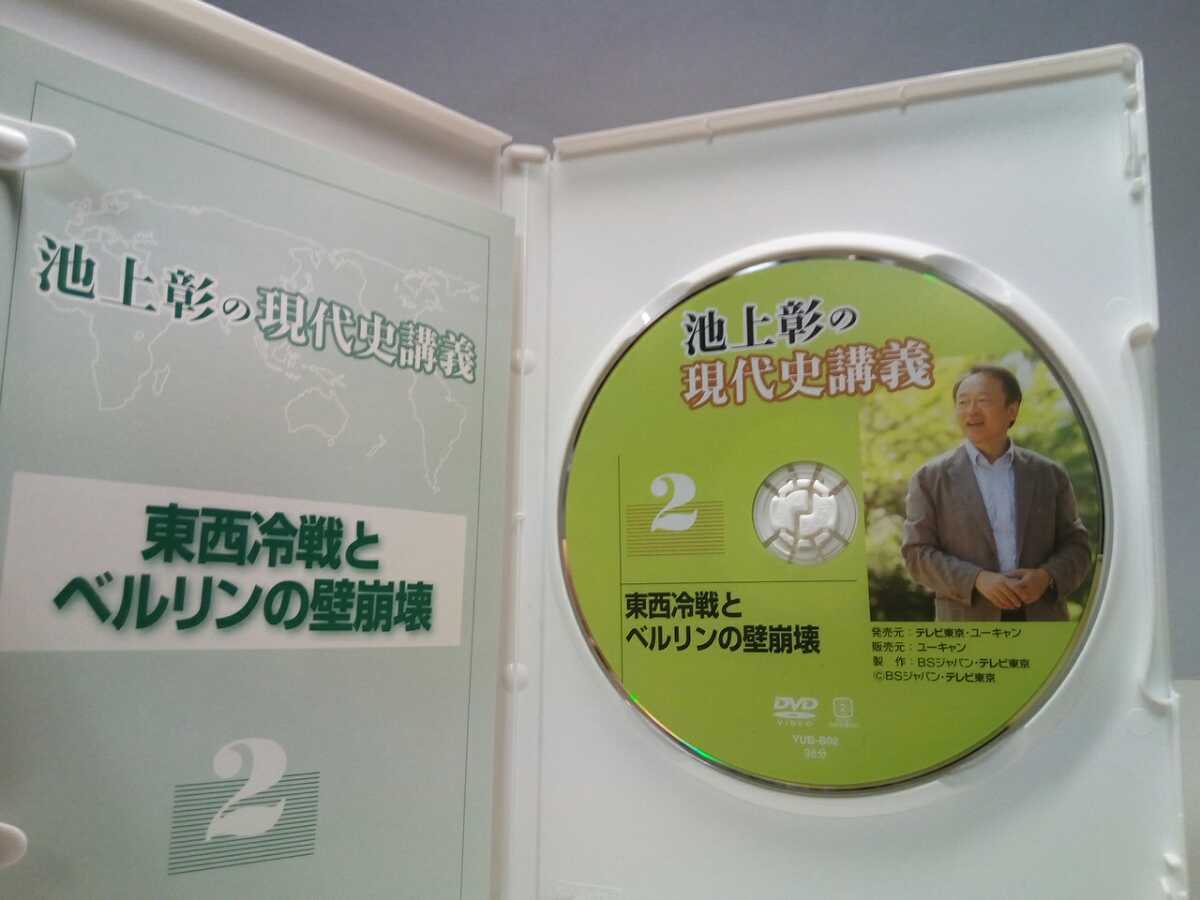 池上彰の現代史講義
東西冷戦と
ベルリンの壁崩壊
2
池上彰の
現代史講義
2
東西冷戦と
ベルリンの壁崩壊
発売元：テレビ東京・ユーキャン
販売元：ユーキャン
製　作：BSジャパン・テレビ東京
©BSジャパン・テレビ東京
DVD
VIDEO
2
YUB-B02